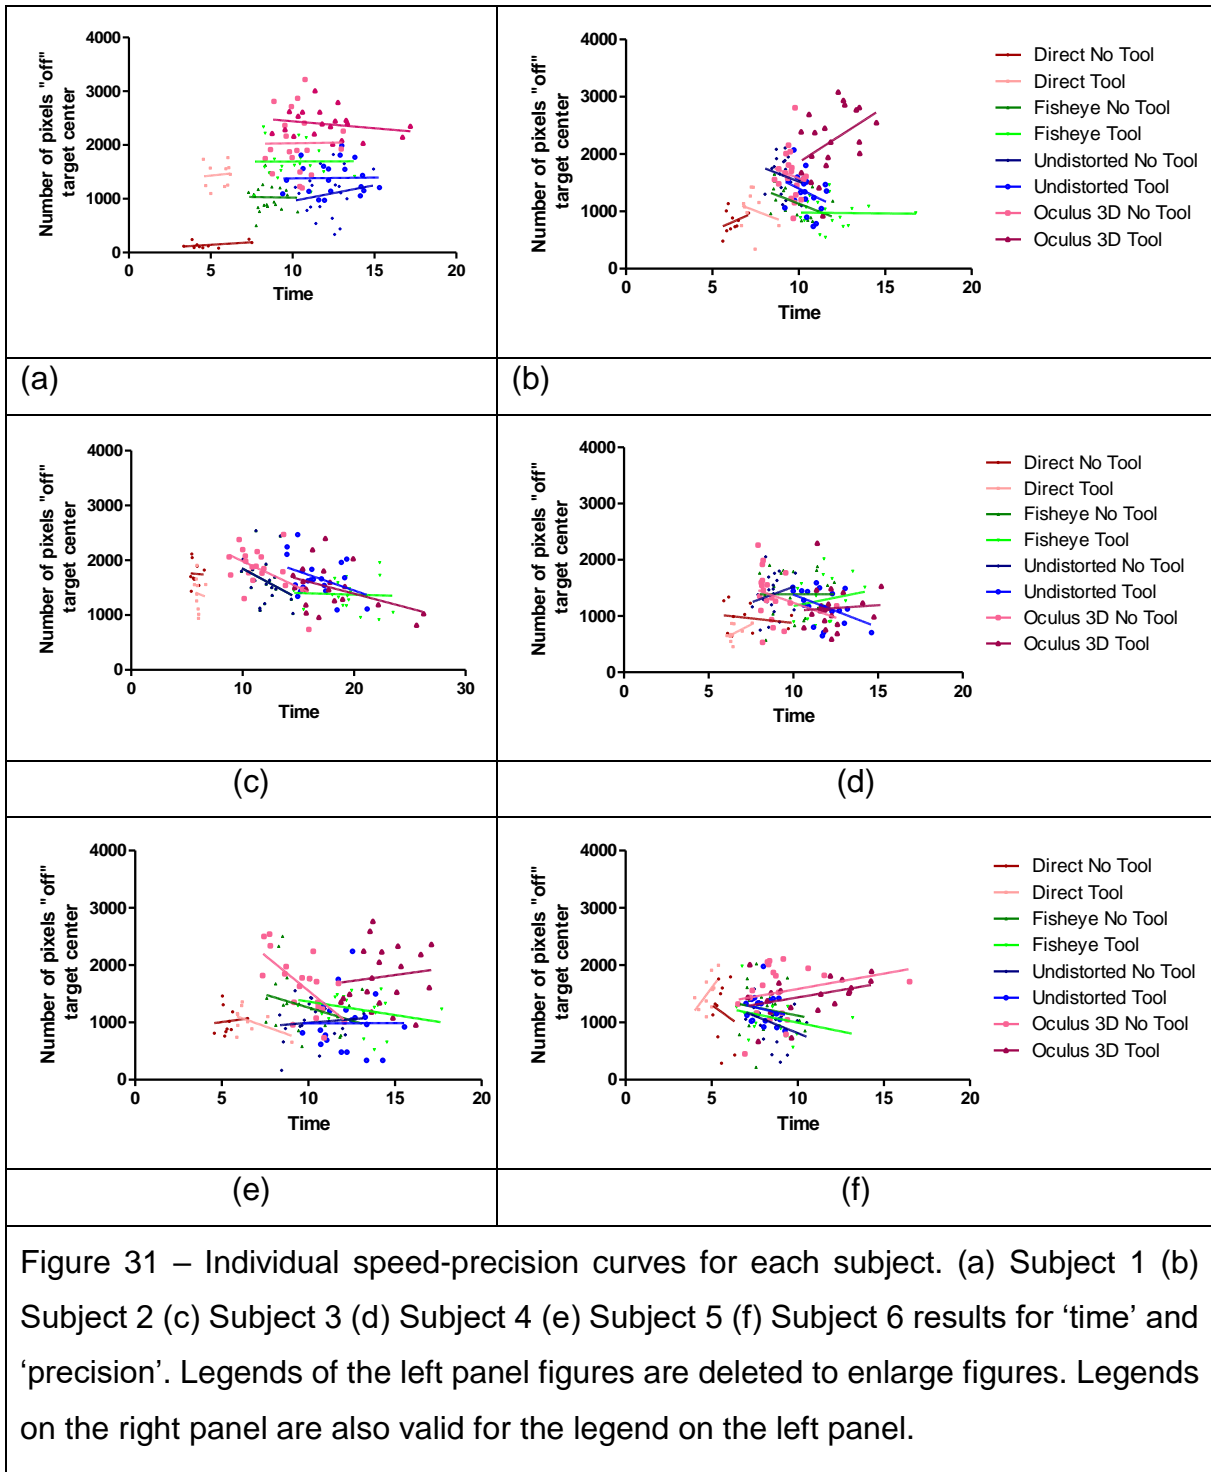 Number of pixels "off"
target center
4000
3000
2000
1000
0
0 5 10 15 20
Time
Number of pixels "off"
target center
4000
3000
2000
1000
0
0 5 10 15 20
Time
Direct No Tool
Direct Tool
Fisheye No Tool
Fisheye Tool
Undistorted No Tool
Undistorted Tool
Oculus 3D No Tool
Oculus 3D Tool
(a)
(b)
Number of pixels "off"
target center
4000
3000
2000
1000
0
0 10 20 30
Time
Number of pixels "off"
target center
4000
3000
2000
1000
0
0 5 10 15 20
Time
Direct No Tool
Direct Tool
Fisheye No Tool
Fisheye Tool
Undistorted No Tool
Undistorted Tool
Oculus 3D No Tool
Oculus 3D Tool
(c)
(d)
Number of pixels "off"
target center
4000
3000
2000
1000
0
0 5 10 15 20
Time
Number of pixels "off"
target center
4000
3000
2000
1000
0
0 5 10 15 20
Time
Direct No Tool
Direct Tool
Fisheye No Tool
Fisheye Tool
Undistorted No Tool
Undistorted Tool
Oculus 3D No Tool
Oculus 3D Tool
(e)
(f)
Figure 31 – Individual speed-precision curves for each subject. (a) Subject 1 (b)
Subject 2 (c) Subject 3 (d) Subject 4 (e) Subject 5 (f) Subject 6 results for ‘time’ and
‘precision’. Legends of the left panel figures are deleted to enlarge figures. Legends
on the right panel are also valid for the legend on the left panel.